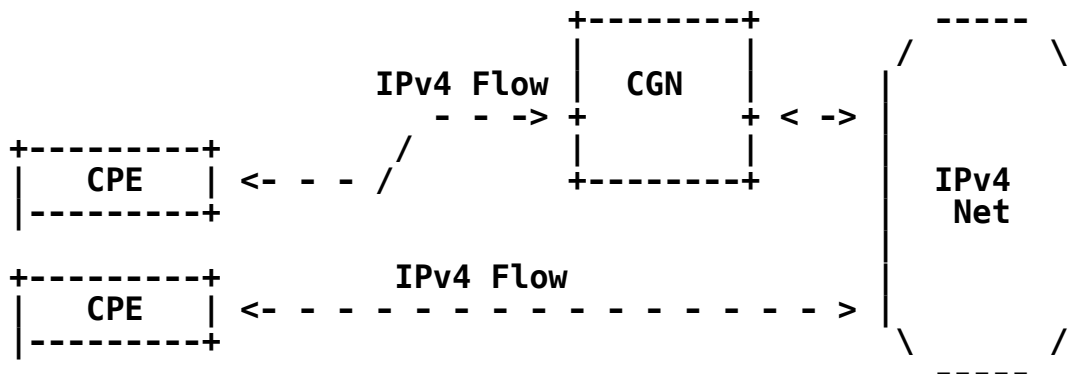 IPv4 Flow CGN
CPE IPv4
Net
IPv4 Flow
CPE